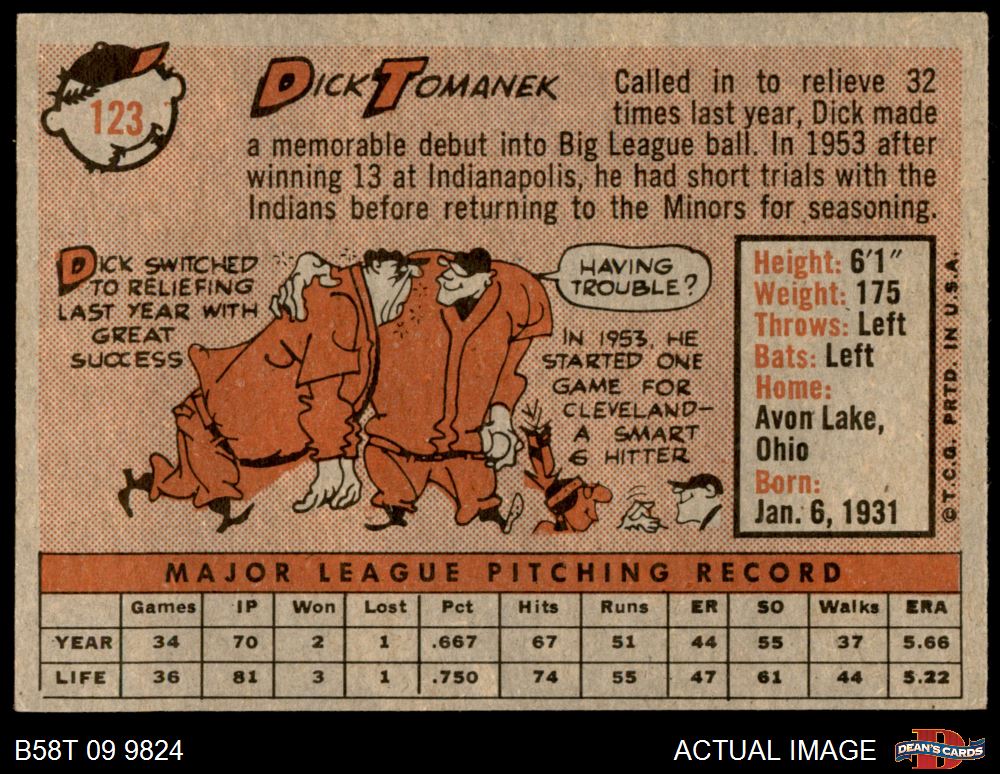 123
DICK TOMANEK
Called in to relieve 32
times last year, Dick made
a memorable debut into Big League ball. In 1953 after
winning 13 at Indianapolis, he had short trials with the
Indians before returning to the Minors for seasoning.
DICK SWITCHED
TO RELIEFING
LAST YEAR WITH
GREAT
SUCCESS
HAVING
TROUBLE?
IN 1953, HE
STARTED ONE
GAME FOR
CLEVELAND—
A SMART
6 HITTER
Height: 6'1"
Weight: 175
Throws: Left
Bats: Left
Home:
Avon Lake,
Ohio
Born:
Jan. 6, 1931
© T.C.G. PRTD. IN U.S.A.
MAJOR LEAGUE PITCHING RECORD
Games IP Won Lost Pct Hits Runs ER SO Walks ERA
YEAR 34 70 2 1 .667 67 51 44 55 37 5.66
LIFE 36 81 3 1 .750 74 55 47 61 44 5.22
B58T 09 9824
ACTUAL IMAGE
D
DEAN'S CARDS